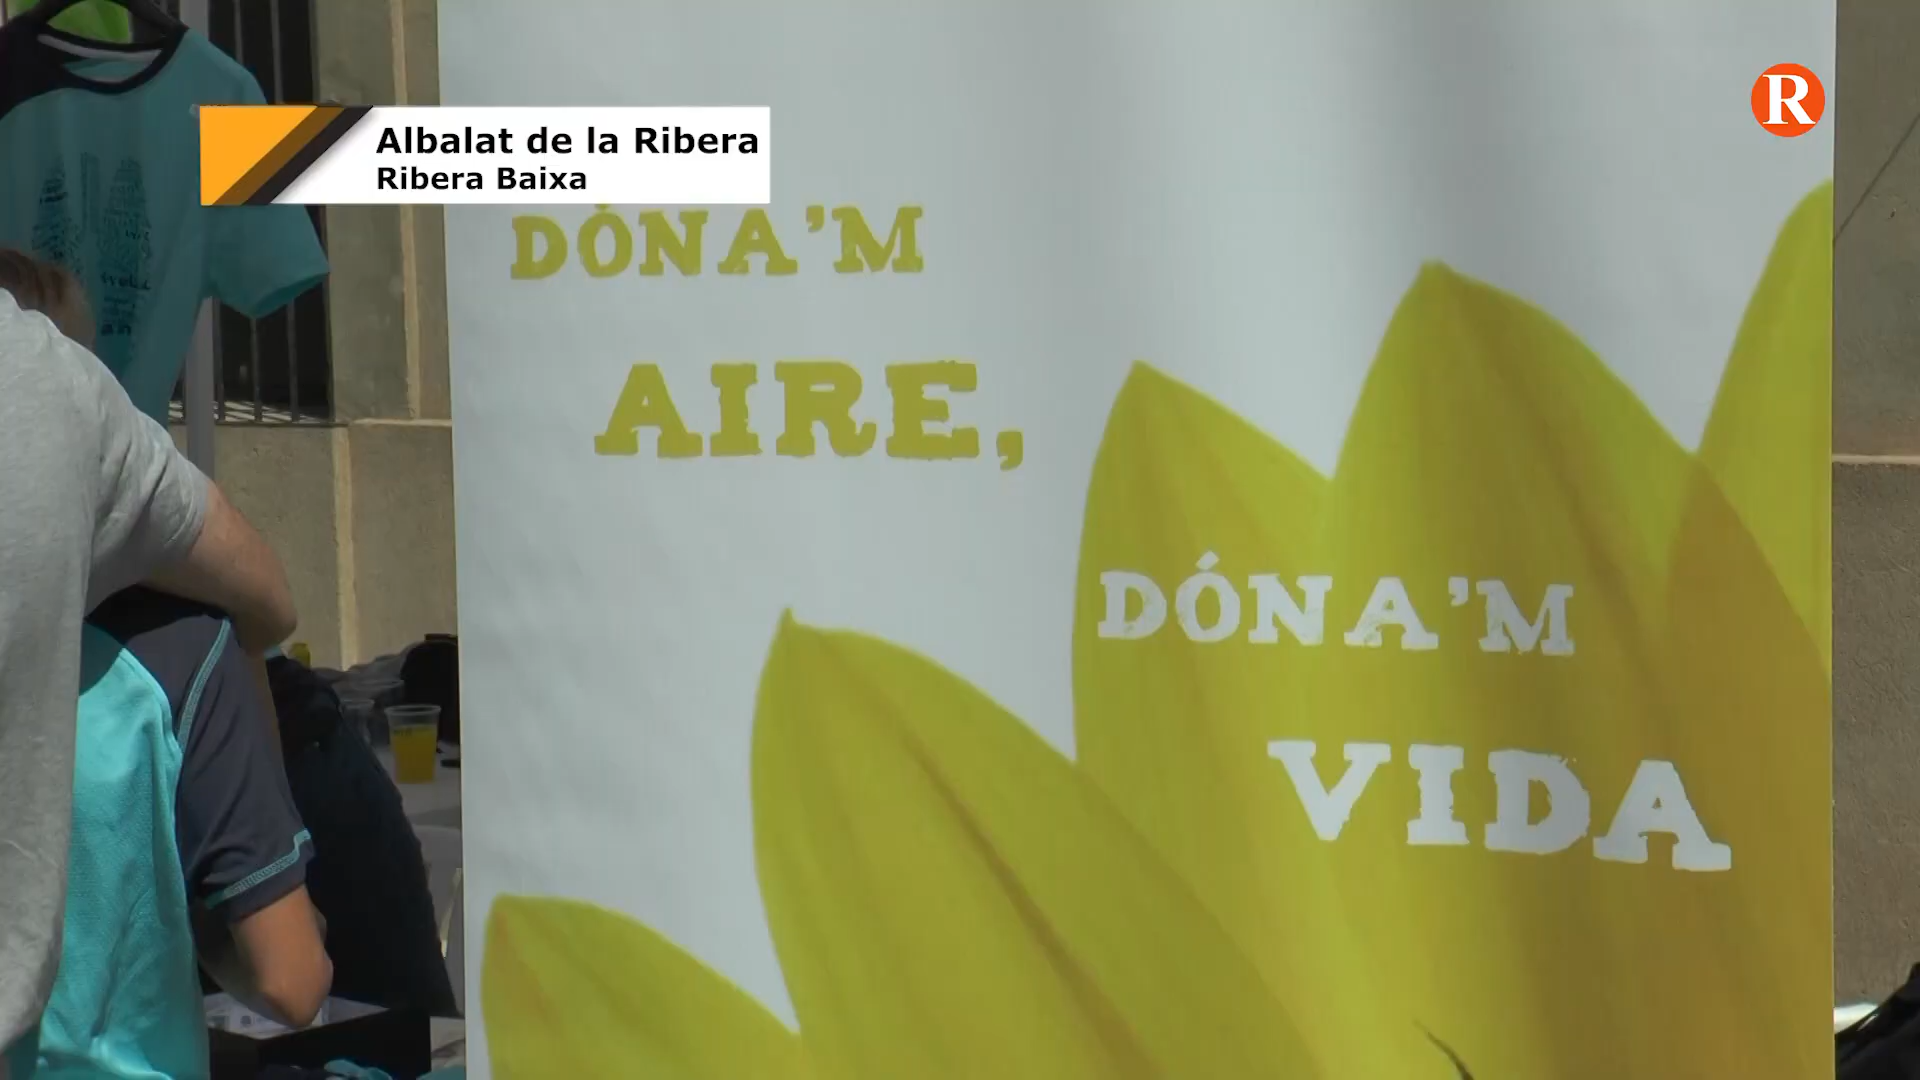 Albalat de la Ribera
Ribera Baixa
R
DÓNA'M
AIRE,
DÓNA'M
VIDA